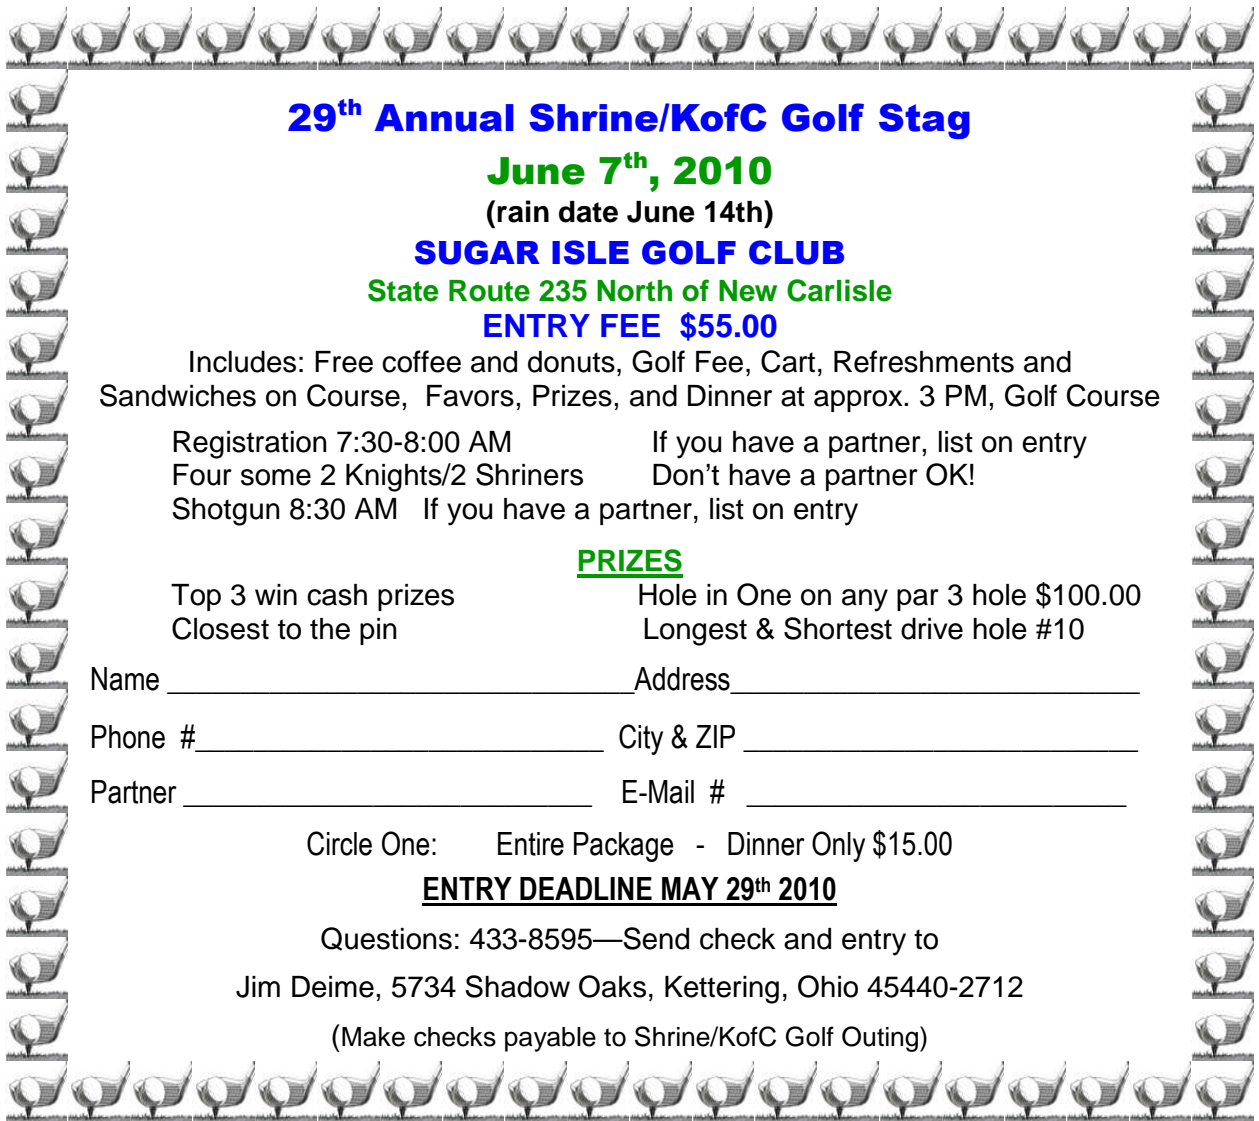 29th Annual Shrine/KofC Golf Stag
June 7th, 2010
(rain date June 14th)
SUGAR ISLE GOLF CLUB
State Route 235 North of New Carlisle
ENTRY FEE $55.00
Includes: Free coffee and donuts, Golf Fee, Cart, Refreshments and
Sandwiches on Course, Favors, Prizes, and Dinner at approx. 3 PM, Golf Course
Registration 7:30-8:00 AM If you have a partner, list on entry
Four some 2 Knights/2 Shriners Don't have a partner OK!
Shotgun 8:30 AM If you have a partner, list on entry
PRIZES
Top 3 win cash prizes Hole in One on any par 3 hole $100.00
Closest to the pin Longest & Shortest drive hole #10
Name ________________________________Address____________________________
Phone #____________________________ City & ZIP ___________________________
Partner ____________________________ E-Mail # __________________________
Circle One: Entire Package - Dinner Only $15.00
ENTRY DEADLINE MAY 29th 2010
Questions: 433-8595—Send check and entry to
Jim Deime, 5734 Shadow Oaks, Kettering, Ohio 45440-2712
(Make checks payable to Shrine/KofC Golf Outing)